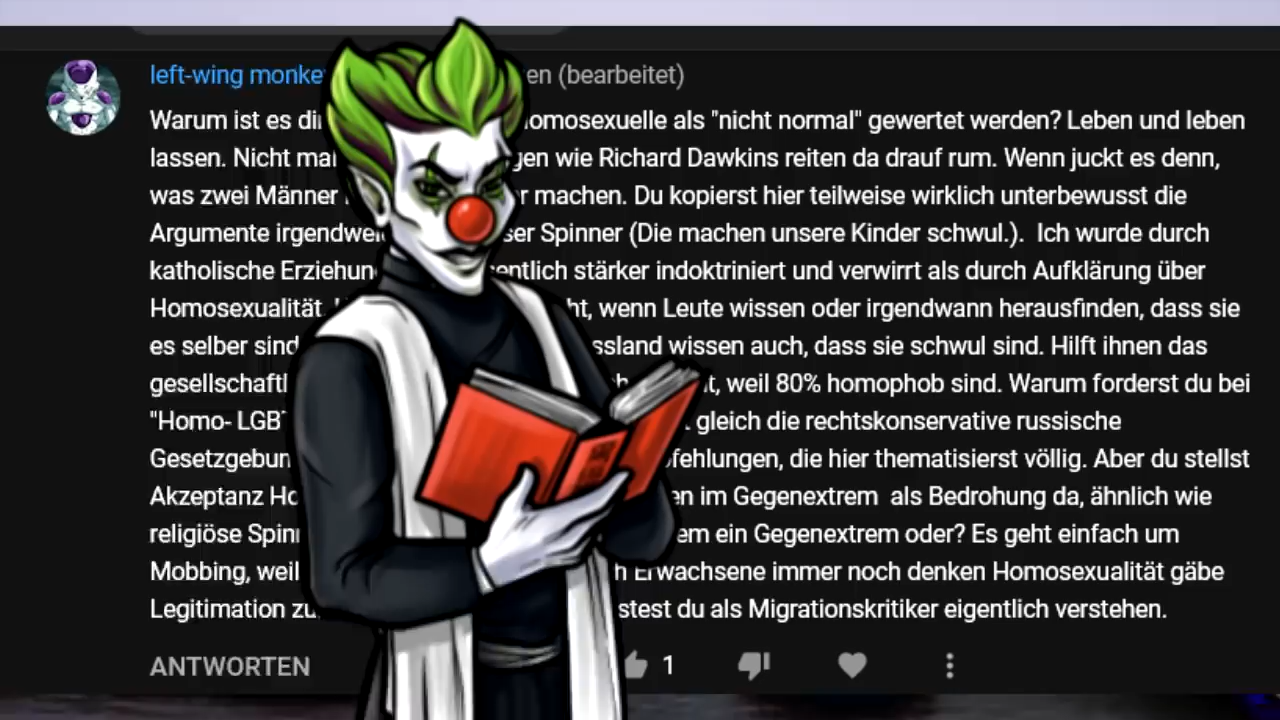 left-wing monke en (bearbeitet)
Warum ist es di omosexuelle als "nicht normal" gewertet werden? Leben und leben
lassen. Nicht ma gen wie Richard Dawkins reiten da drauf rum. Wenn juckt es denn,
was zwei Männer r machen. Du kopierst hier teilweise wirklich unterbewusst die
Argumente irgendwel ser Spinner (Die machen unsere Kinder schwul.). Ich wurde durch
katholische Erziehun entlich stärker indoktriniert und verwirrt als durch Aufklärung über
Homosexualität. ht, wenn Leute wissen oder irgendwann herausfinden, dass sie
es selber sind ssland wissen auch, dass sie schwul sind. Hilft ihnen das
gesellschaftl t, weil 80% homophob sind. Warum forderst du bei
"Homo- LGBT t gleich die rechtskonservative russische
Gesetzgebun fehlungen, die hier thematisierst völlig. Aber du stellst
Akzeptanz Ho en im Gegenextrem als Bedrohung da, ähnlich wie
religiöse Spinn em ein Gegenextrem oder? Es geht einfach um
Mobbing, weil h Erwachsene immer noch denken Homosexualität gäbe
Legitimation zu stest du als Migrationskritiker eigentlich verstehen.
ANTWORTEN 1